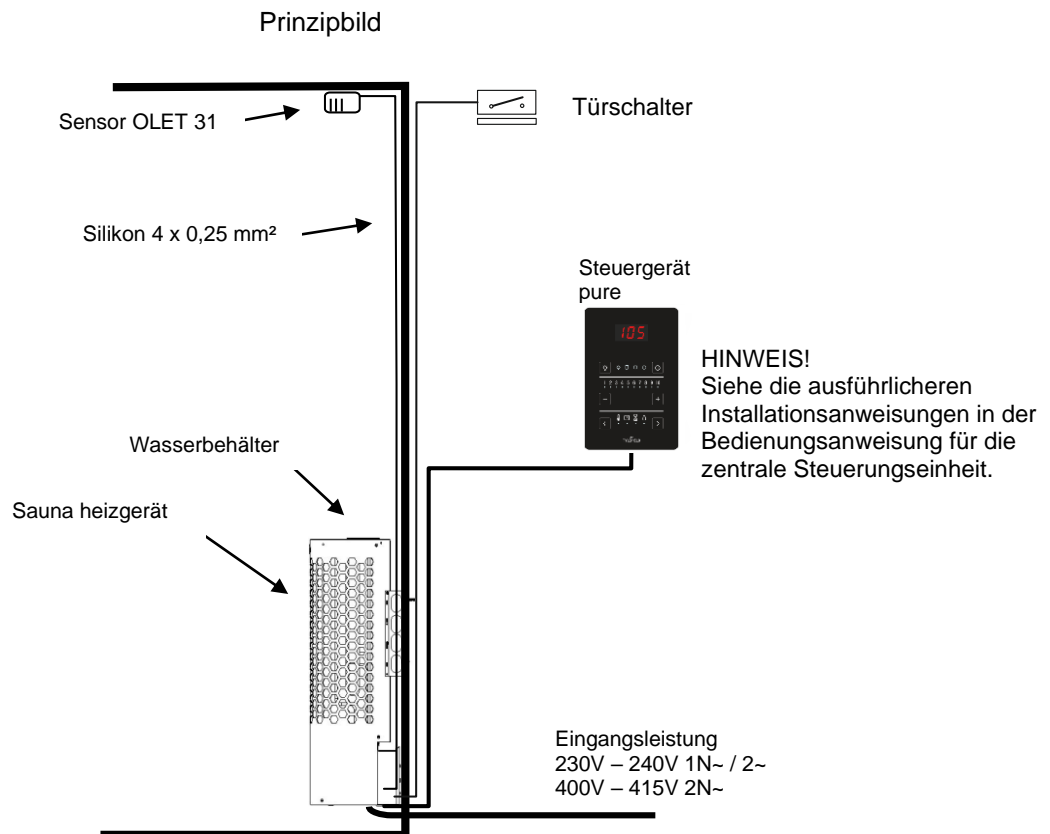 Prinzipbild
Sensor OLET 31
Türschalter
Silikon 4 x 0,25 mm²
Steuergerät
pure
105
HINWEIS!
Siehe die ausführlicheren
Installationsanweisungen in der
Bedienungsanweisung für die
zentrale Steuerungseinheit.
Wasserbehälter
Sauna heizgerät
Eingangsleistung
230V – 240V 1N~ / 2~
400V – 415V 2N~